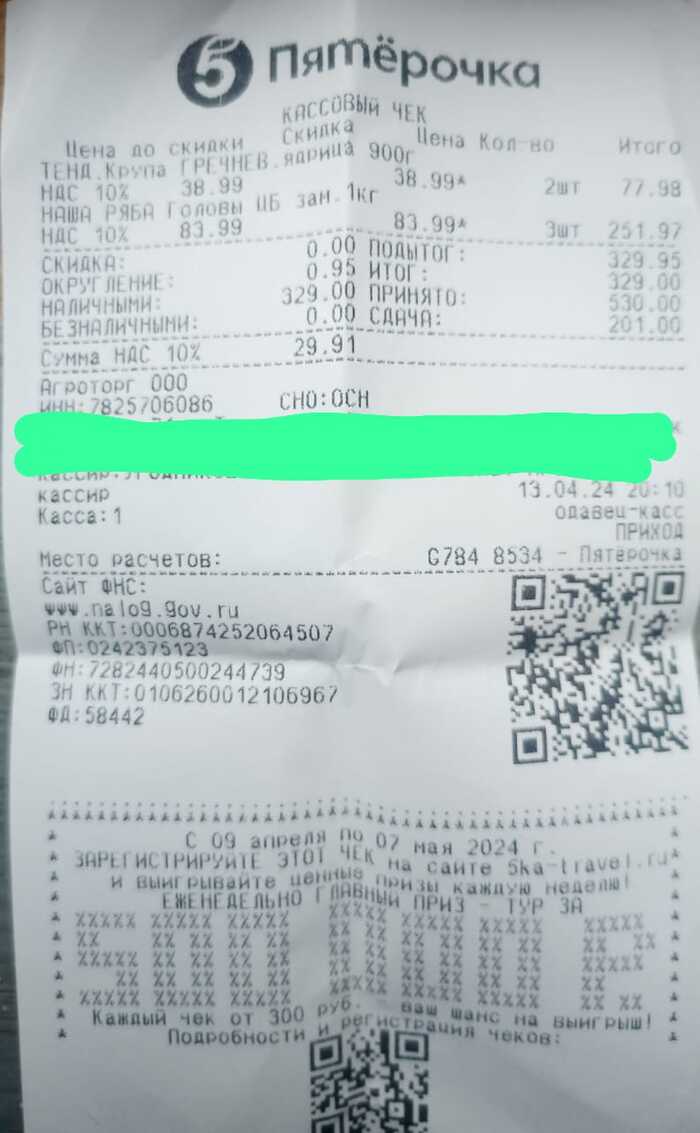 5 Пятёрочка
КАССОВЫЙ ЧЕК
Цена до скидки Скидка Цена Кол-во Итого
ТЕНД.Крупа ГРЕЧНЕВ.ядрица 900г
НДС 10% 38.99 38.99* 2шт 77.98
НАША РЯБА Головы ЦБ зам.1кг
НДС 10% 83.99 83.99* 3шт 251.97
СКИДКА: 0.00 ПОДЫТОГ: 329.95
ОКРУГЛЕНИЕ: 0.95 ИТОГ: 329.00
НАЛИЧНЫМИ: 329.00 ПРИНЯТО: 530.00
БЕЗНАЛИЧНЫМИ: 0.00 СДАЧА: 201.00
Сумма НДС 10% 29.91
Агроторг ООО
ИНН:7825706086 СНО:ОСН
кассир 13.04.24 20:10
Касса:1 одавец-касс
ПРИХОД
Место расчетов: G784 8534 - Пятёрочка
Сайт ФНС:
www.nalog.gov.ru
РН ККТ:0006874252064507
ФП:0242375123
ФН:7282440500244739
ЗН ККТ:0106260012106967
ФД:58442
С 09 апреля по 07 мая 2024 г.
ЗАРЕГИСТРИРУЙТЕ ЭТОТ ЧЕК на сайте 5ka-travel.ru
и выигрывайте ценные призы каждую неделю!
ЕЖЕНЕДЕЛЬНО ГЛАВНЫЙ ПРИЗ - ТУР ЗА
500 000 Р
Каждый чек от 300 руб. - ваш шанс на выигрыш!
Подробности и регистрация чеков: